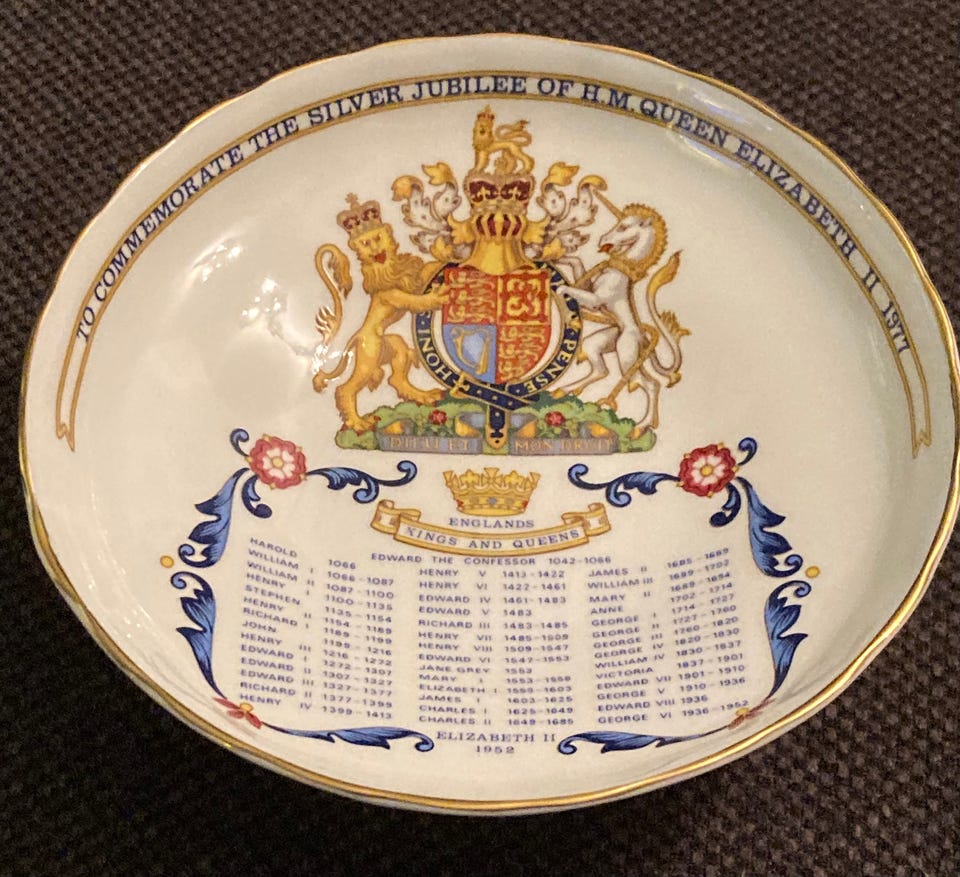 TO COMMEMORATE THE SILVER JUBILEE OF H.M. QUEEN ELIZABETH II 1977
HONI PENSE
DIEU ET MON DROIT
ENGLANDS
KINGS AND QUEENS
EDWARD THE CONFESSOR 1042-1066
HAROLD 1066
WILLIAM I 1066-1087
WILLIAM II 1087-1100
HENRY I 1100-1135
STEPHEN 1135-1154
HENRY II 1154-1189
RICHARD I 1189-1199
JOHN 1199-1216
HENRY III 1216-1272
EDWARD I 1272-1307
EDWARD II 1307-1327
EDWARD III 1327-1377
RICHARD II 1377-1399
HENRY IV 1399-1413
HENRY V 1413-1422
HENRY VI 1422-1461
EDWARD IV 1461-1483
EDWARD V 1483
RICHARD III 1483-1485
HENRY VII 1485-1509
HENRY VIII 1509-1547
EDWARD VI 1547-1553
JANE GREY 1553
MARY I 1553-1558
ELIZABETH I 1558-1603
JAMES I 1603-1625
CHARLES I 1625-1649
CHARLES II 1649-1685
JAMES II 1685-1689
WILLIAM III 1689-1702
MARY II 1689-1694
ANNE 1702-1714
GEORGE I 1714-1727
GEORGE II 1727-1760
GEORGE III 1760-1820
GEORGE IV 1820-1830
WILLIAM IV 1830-1837
VICTORIA 1837-1901
EDWARD VII 1901-1910
GEORGE V 1910-1936
EDWARD VIII 1936
GEORGE VI 1936-1952
ELIZABETH II
1952